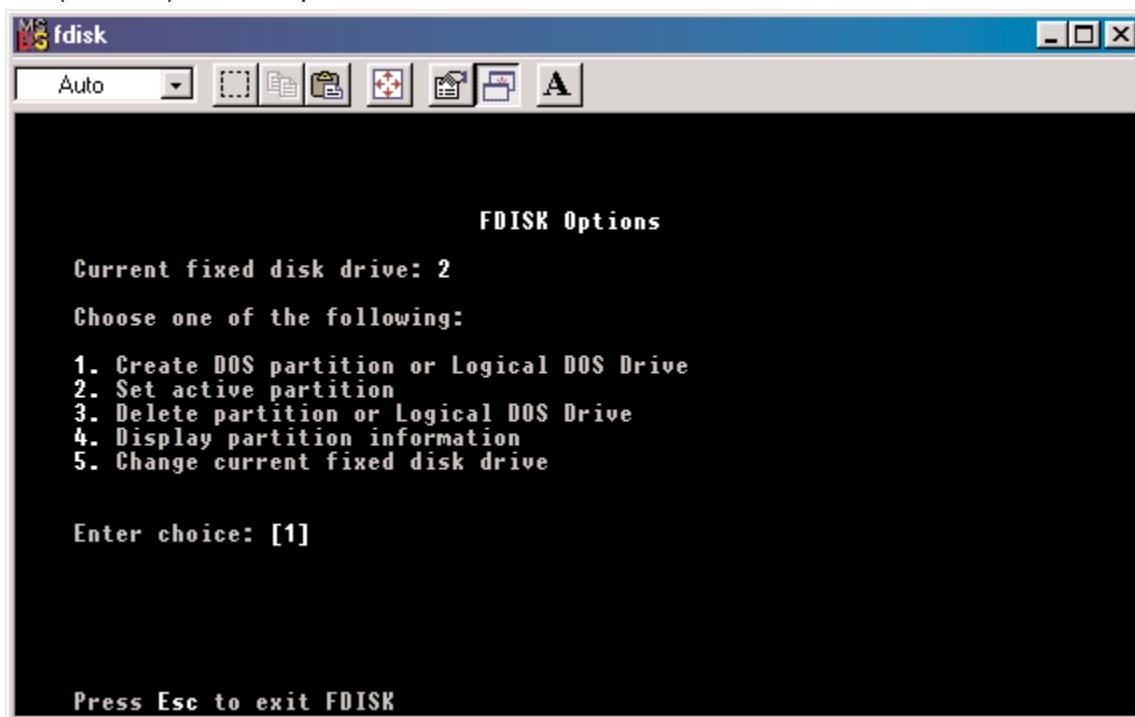 fdisk
Auto
A
FDISK Options
Current fixed disk drive: 2
Choose one of the following:
1. Create DOS partition or Logical DOS Drive
2. Set active partition
3. Delete partition or Logical DOS Drive
4. Display partition information
5. Change current fixed disk drive
Enter choice: [1]
Press Esc to exit FDISK